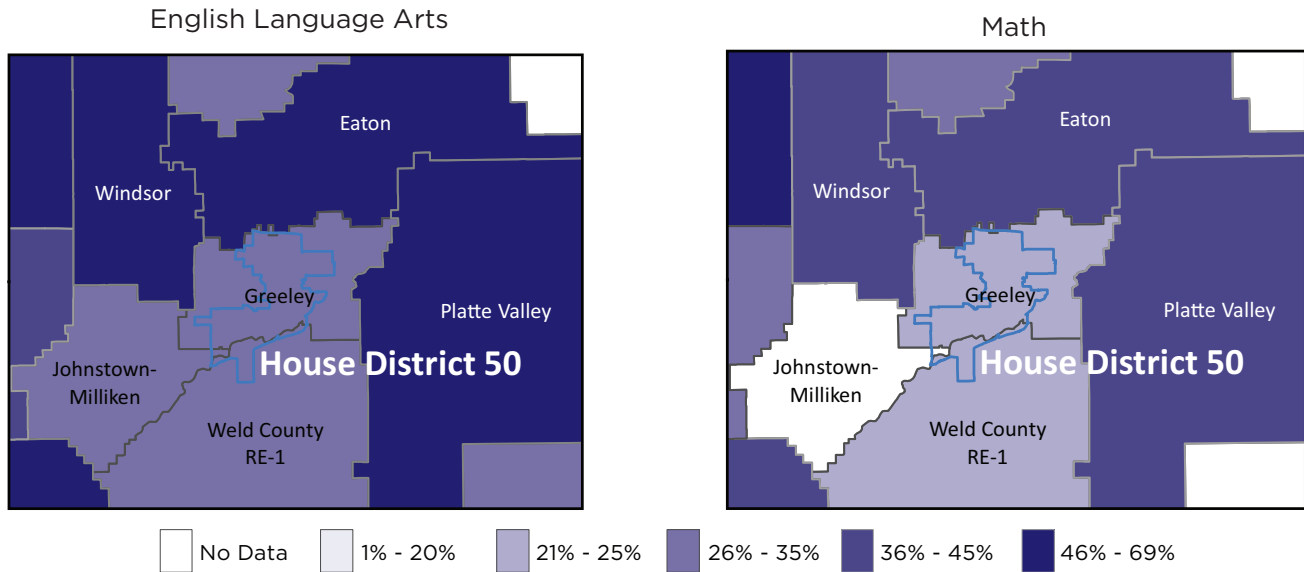 English Language Arts
Eaton
Windsor
Greeley
Platte Valley
House District 50
Johnstown-
Milliken
Weld County
RE-1
Math
Eaton
Windsor
Greeley
Platte Valley
House District 50
Johnstown-
Milliken
Weld County
RE-1
No Data
1% - 20%
21% - 25%
26% - 35%
36% - 45%
46% - 69%